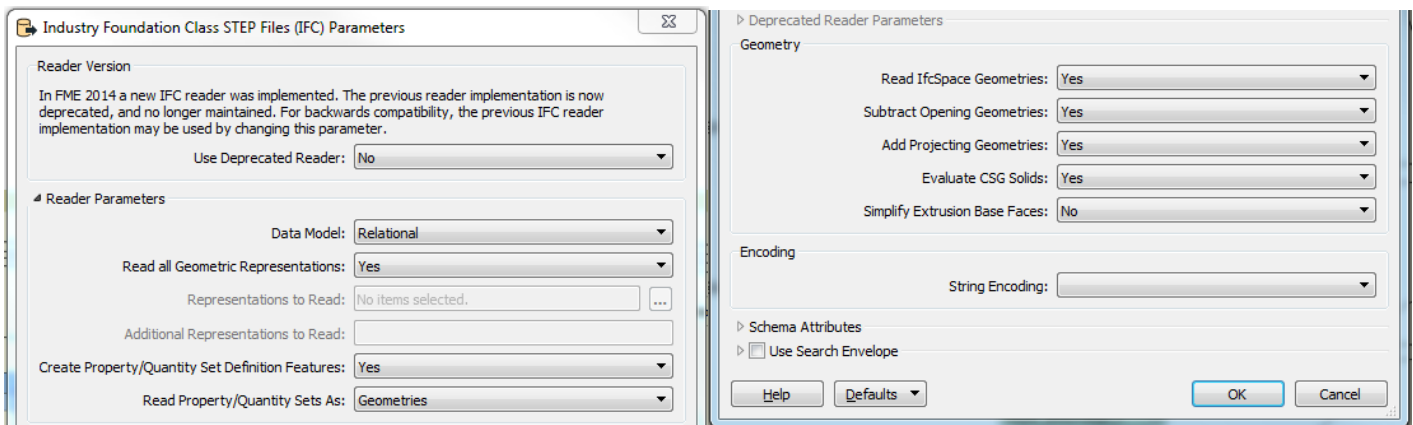 Industry Foundation Class STEP Files (IFC) Parameters
Reader Version
In FME 2014 a new IFC reader was implemented. The previous reader implementation is now
deprecated, and no longer maintained. For backwards compatibility, the previous IFC reader
implementation may be used by changing this parameter.
Use Deprecated Reader: No
Reader Parameters
Data Model: Relational
Read all Geometric Representations: Yes
Representations to Read: No items selected. ...
Additional Representations to Read:
Create Property/Quantity Set Definition Features: Yes
Read Property/Quantity Sets As: Geometries
Deprecated Reader Parameters
Geometry
Read IfcSpace Geometries: Yes
Subtract Opening Geometries: Yes
Add Projecting Geometries: Yes
Evaluate CSG Solids: Yes
Simplify Extrusion Base Faces: No
Encoding
String Encoding:
Schema Attributes
Use Search Envelope
Help Defaults OK Cancel